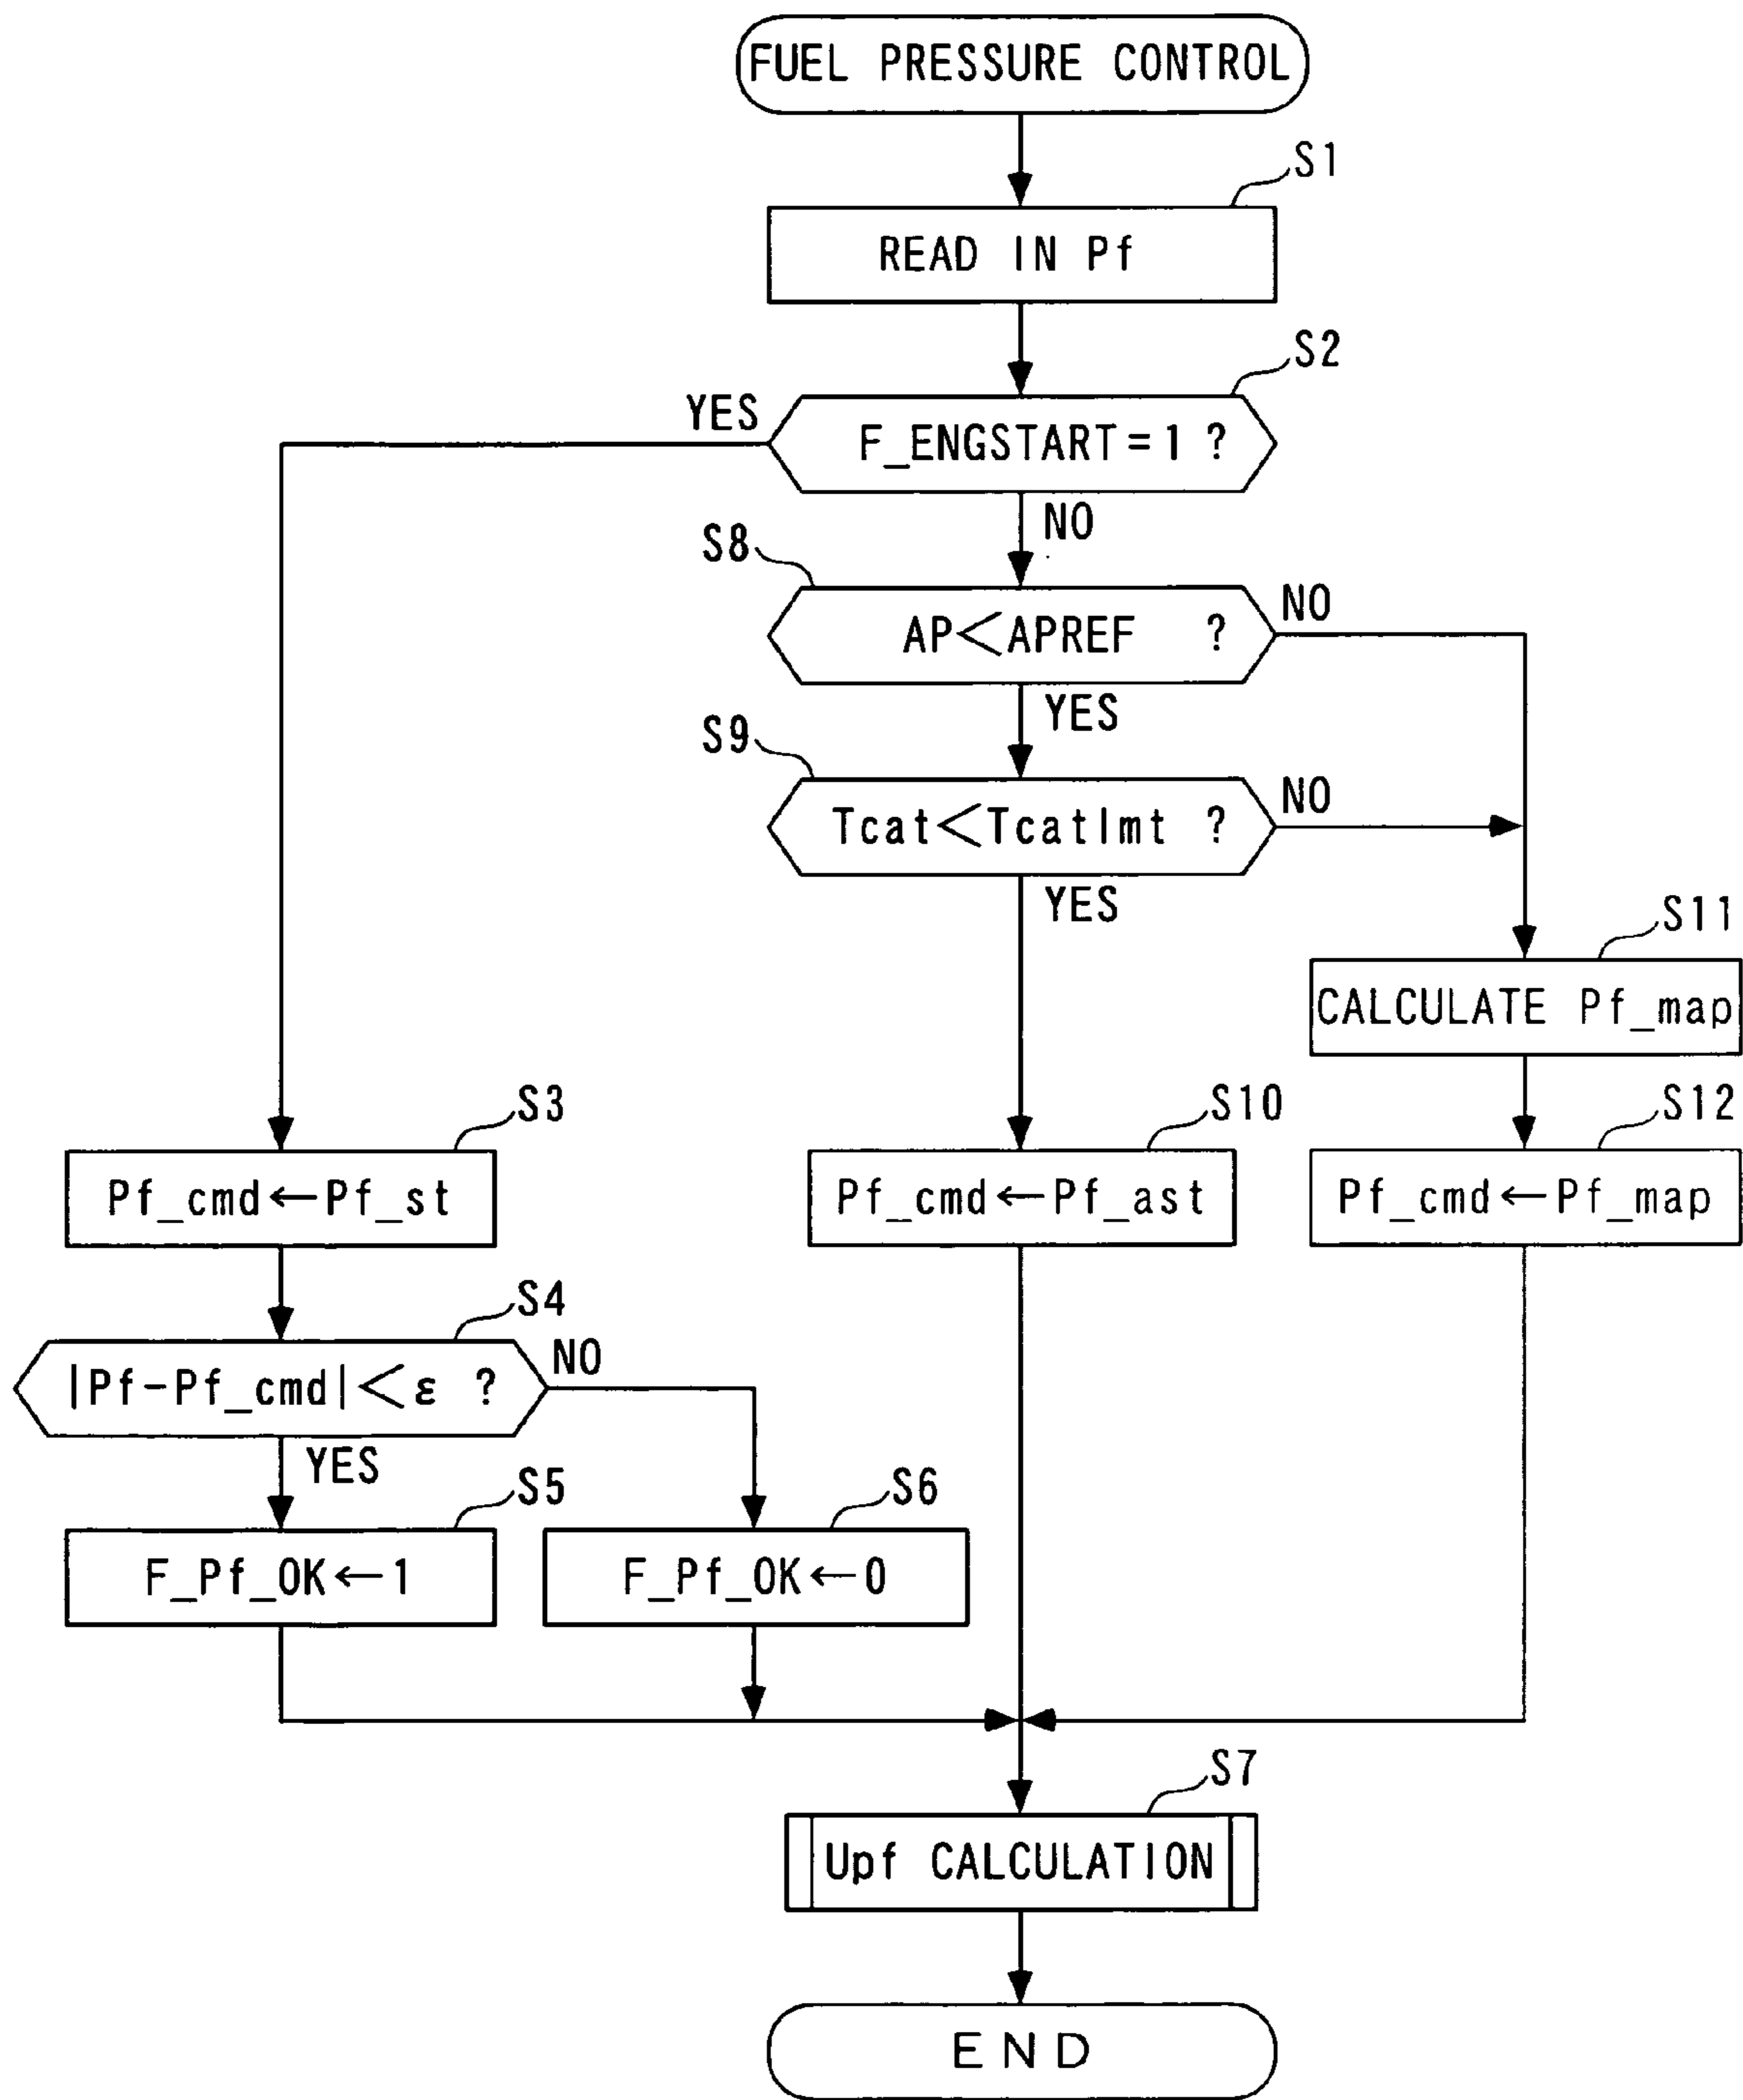 FUEL PRESSURE CONTROL
S1
READ IN Pf
S2
YES
F_ENGSTART=1 ?
NO
S8
AP<APREF ?
NO
YES
S9
Tcat<Tcatlmt ?
NO
YES
S11
CALCULATE Pf_map
S3
S10
S12
Pf_cmd←Pf_st
Pf_cmd←Pf_ast
Pf_cmd←Pf_map
S4
|Pf-Pf_cmd|<ε ?
NO
YES
S5
S6
F_Pf_OK←1
F_Pf_OK←0
S7
Upf CALCULATION
END